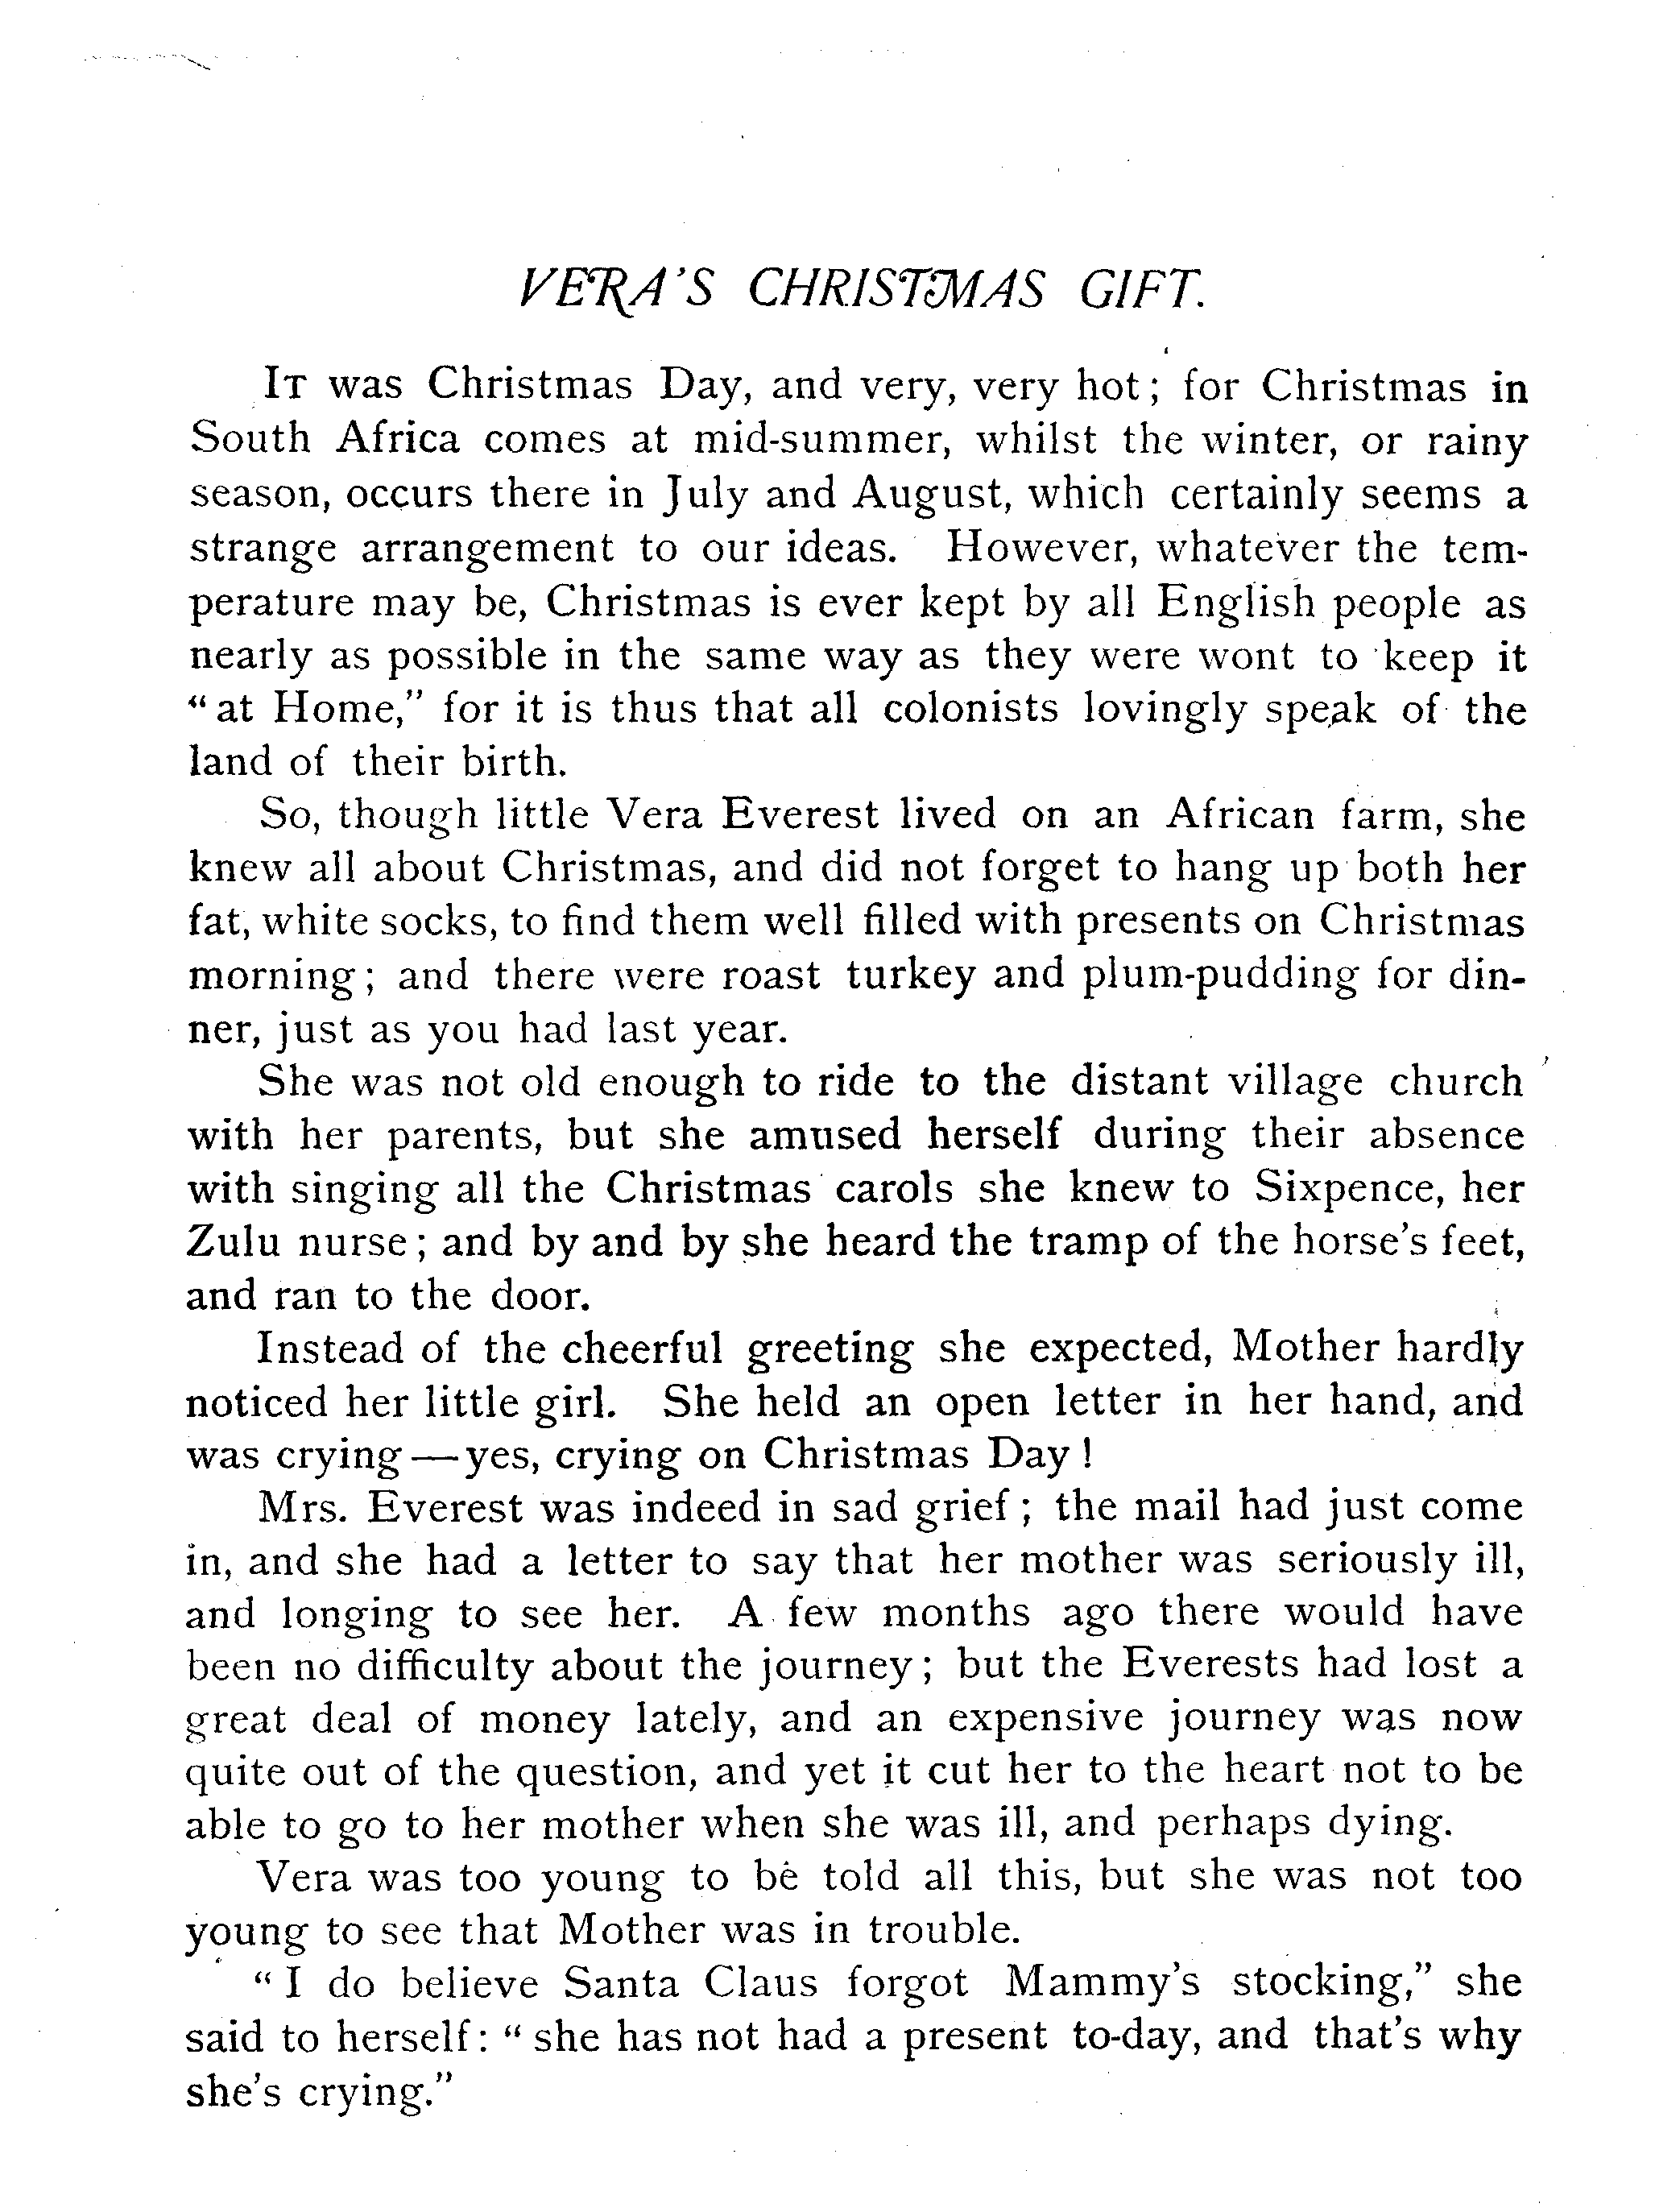 VERA'S CHRISTMAS GIFT.
IT was Christmas Day, and very, very hot; for Christmas in
South Africa comes at mid-summer, whilst the winter, or rainy
season, occurs there in July and August, which certainly seems a
strange arrangement to our ideas. However, whatever the tem-
perature may be, Christmas is ever kept by all English people as
nearly as possible in the same way as they were wont to keep it
"at Home," for it is thus that all colonists lovingly speak of the
land of their birth.
So, though little Vera Everest lived on an African farm, she
knew all about Christmas, and did not forget to hang up both her
fat, white socks, to find them well filled with presents on Christmas
morning; and there were roast turkey and plum-pudding for din-
ner, just as you had last year.
She was not old enough to ride to the distant village church
with her parents, but she amused herself during their absence
with singing all the Christmas carols she knew to Sixpence, her
Zulu nurse; and by and by she heard the tramp of the horse's feet,
and ran to the door.
Instead of the cheerful greeting she expected, Mother hardly
noticed her little girl. She held an open letter in her hand, and
was crying—yes, crying on Christmas Day!
Mrs. Everest was indeed in sad grief; the mail had just come
in, and she had a letter to say that her mother was seriously ill,
and longing to see her. A few months ago there would have
been no difficulty about the journey; but the Everests had lost a
great deal of money lately, and an expensive journey was now
quite out of the question, and yet it cut her to the heart not to be
able to go to her mother when she was ill, and perhaps dying.
Vera was too young to be told all this, but she was not too
young to see that Mother was in trouble.
"I do believe Santa Claus forgot Mammy's stocking," she
said to herself: "she has not had a present to-day, and that's why
she's crying."